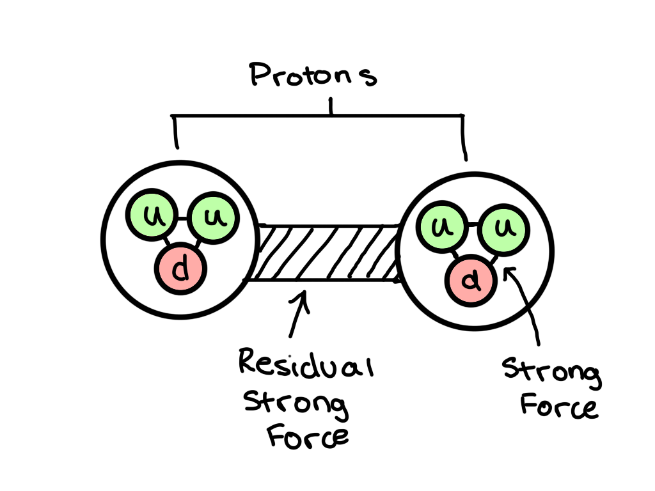 Protons
u u
d
u u
d
Residual
Strong
Force
Strong
Force